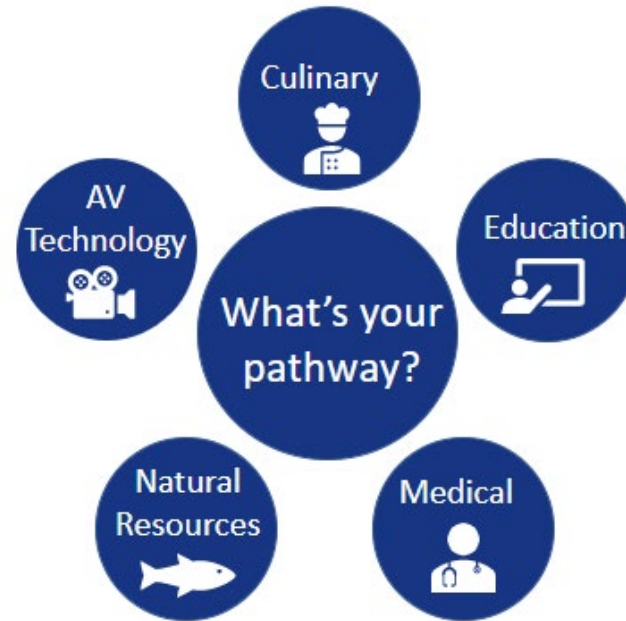 Culinary
AV
Technology
Education
What's your
pathway?
Natural
Resources
Medical